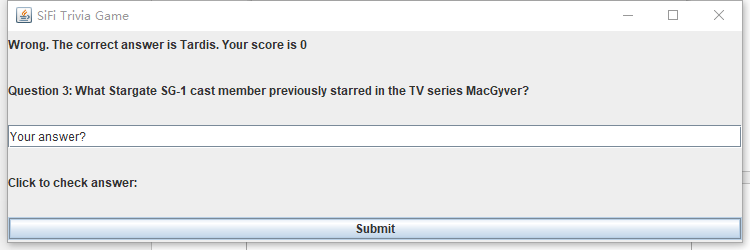 SiFi Trivia Game
Wrong. The correct answer is Tardis. Your score is 0
Question 3: What Stargate SG-1 cast member previously starred in the TV series MacGyver?
Your answer?
Click to check answer:
Submit